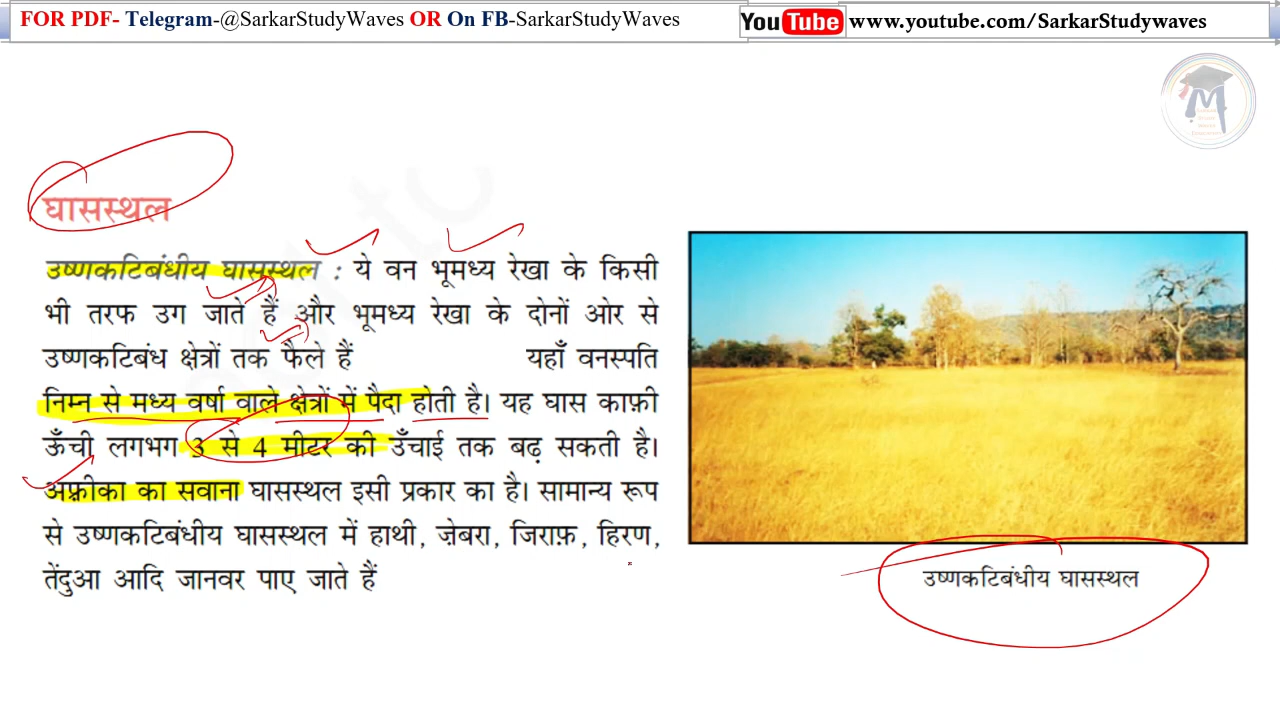 FOR PDF- Telegram-@SarkarStudyWaves OR On FB-SarkarStudyWaves
YouTube www.youtube.com/SarkarStudywaves
घासस्थल
उष्णकटिबंधीय घासस्थल : ये वन भूमध्य रेखा के किसी
भी तरफ उग जाते हैं और भूमध्य रेखा के दोनों ओर से
उष्णकटिबंध क्षेत्रों तक फैले हैं यहाँ वनस्पति
निम्न से मध्य वर्षा वाले क्षेत्रों में पैदा होती है। यह घास काफ़ी
ऊँची लगभग 3 से 4 मीटर की उँचाई तक बढ़ सकती है।
अफ़्रीका का सवाना घासस्थल इसी प्रकार का है। सामान्य रूप
से उष्णकटिबंधीय घासस्थल में हाथी, ज़ेबरा, जिराफ़, हिरण,
तेंदुआ आदि जानवर पाए जाते हैं
उष्णकटिबंधीय घासस्थल